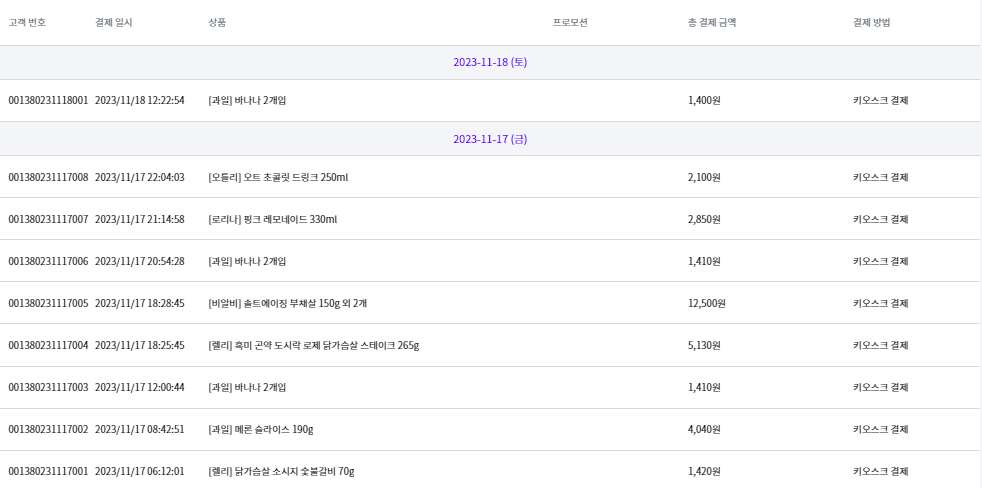 고객 번호 결제 일시 상품 프로모션 총 결제 금액 결제 방법
2023-11-18 (토)
001380231118001 2023/11/18 12:22:54 [과일] 바나나 2개입 1,400원 키오스크 결제
2023-11-17 (금)
001380231117008 2023/11/17 22:04:03 [오틀리] 오트 초콜릿 드링크 250ml 2,100원 키오스크 결제
001380231117007 2023/11/17 21:14:58 [로리나] 핑크 레모네이드 330ml 2,850원 키오스크 결제
001380231117006 2023/11/17 20:54:28 [과일] 바나나 2개입 1,410원 키오스크 결제
001380231117005 2023/11/17 18:28:45 [비알비] 솔트에이징 부채살 150g 외 2개 12,500원 키오스크 결제
001380231117004 2023/11/17 18:25:45 [랠리] 흑미 곤약 도시락 로제 닭가슴살 스테이크 265g 5,130원 키오스크 결제
001380231117003 2023/11/17 12:00:44 [과일] 바나나 2개입 1,410원 키오스크 결제
001380231117002 2023/11/17 08:42:51 [과일] 메론 슬라이스 190g 4,040원 키오스크 결제
001380231117001 2023/11/17 06:12:01 [랠리] 닭가슴살 소시지 숯불갈비 70g 1,420원 키오스크 결제